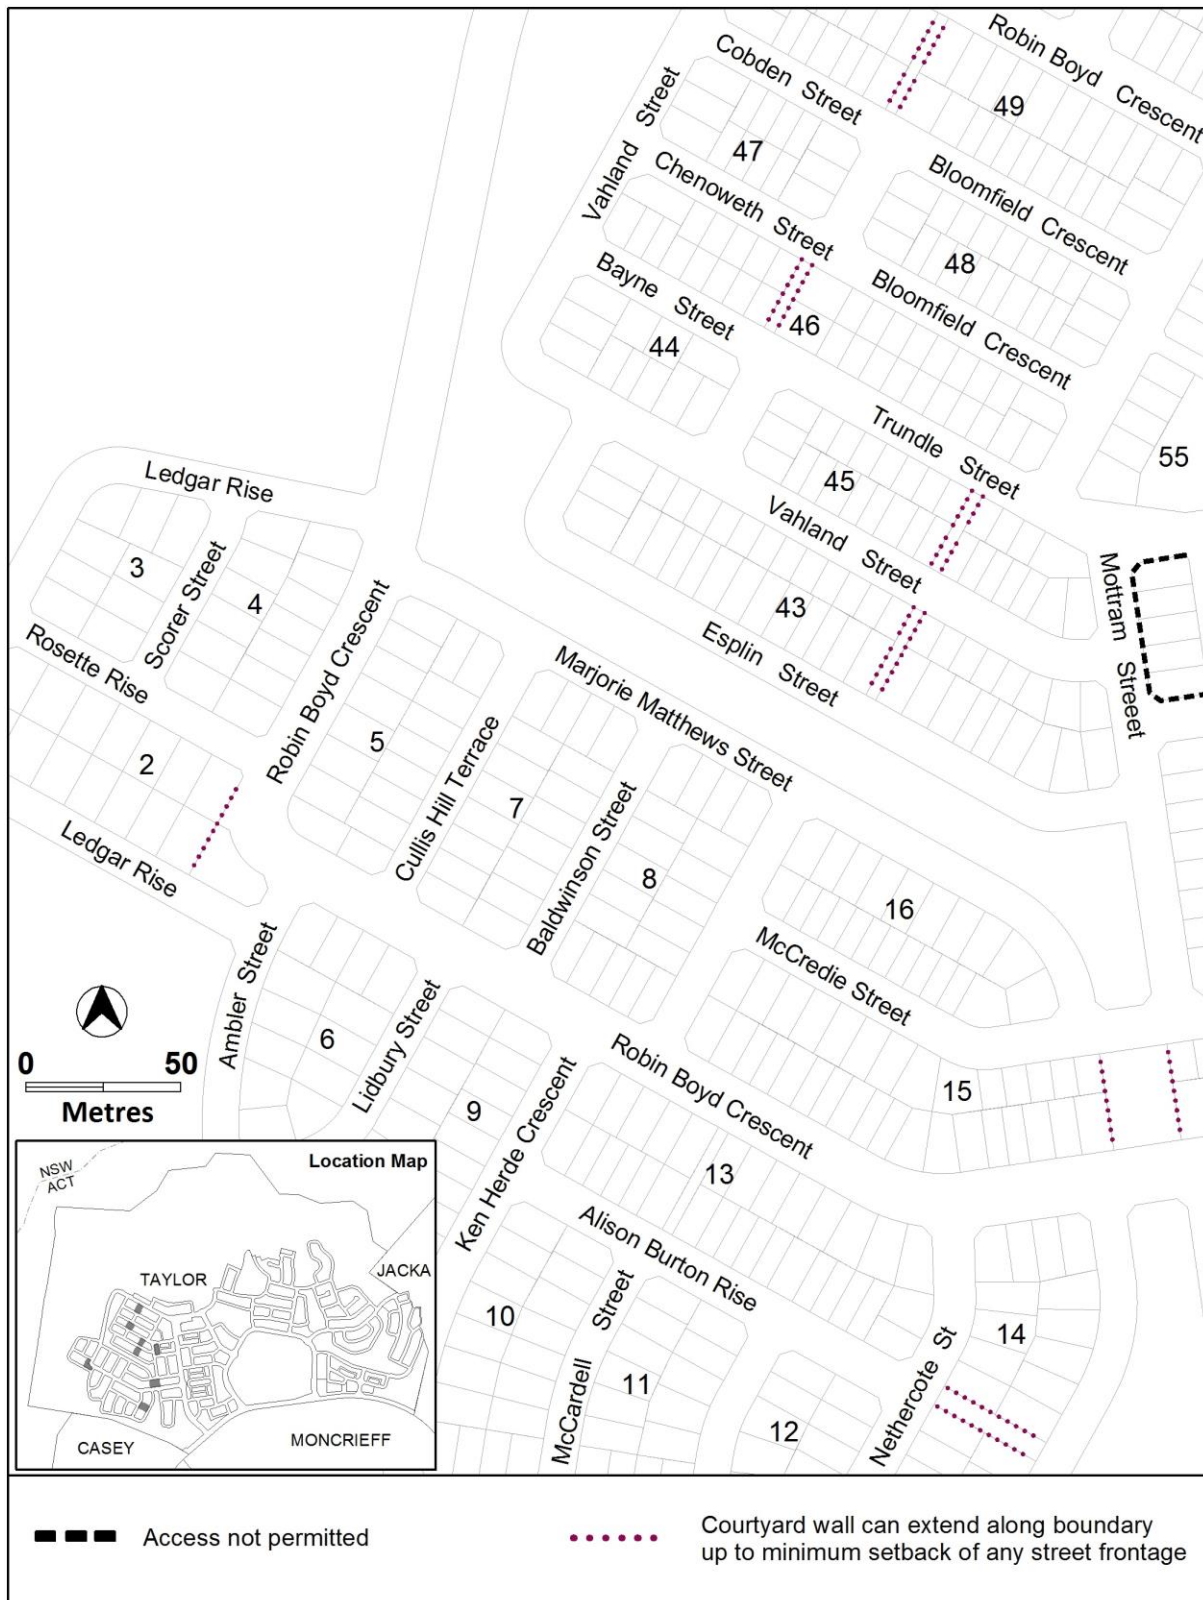 Robin Boyd Crescent
Cobden Street
49
Vahland Street
47
Bloomfield Crescent
Chenoweth Street
48
Bloomfield Crescent
Bayne Street
46
44
Trundle Street
55
45
Vahland Street
Ledgar Rise
3
Scorer Street
4
43
Mottram Streeet
Esplin Street
Rosette Rise
Robin Boyd Crescent
Marjorie Matthews Street
5
2
Cullis Hill Terrace
7
Baldwinson Street
8
Ledgar Rise
16
McCredie Street
Ambler Street
6
Lidbury Street
0 50
Metres
Robin Boyd Crescent
15
9
Ken Herde Crescent
13
Alison Burton Rise
10
McCardell Street
11
12
14
Nethercote St
Location Map
NSW
ACT
TAYLOR
JACKA
CASEY
MONCRIEFF
Access not permitted
Courtyard wall can extend along boundary
up to minimum setback of any street frontage